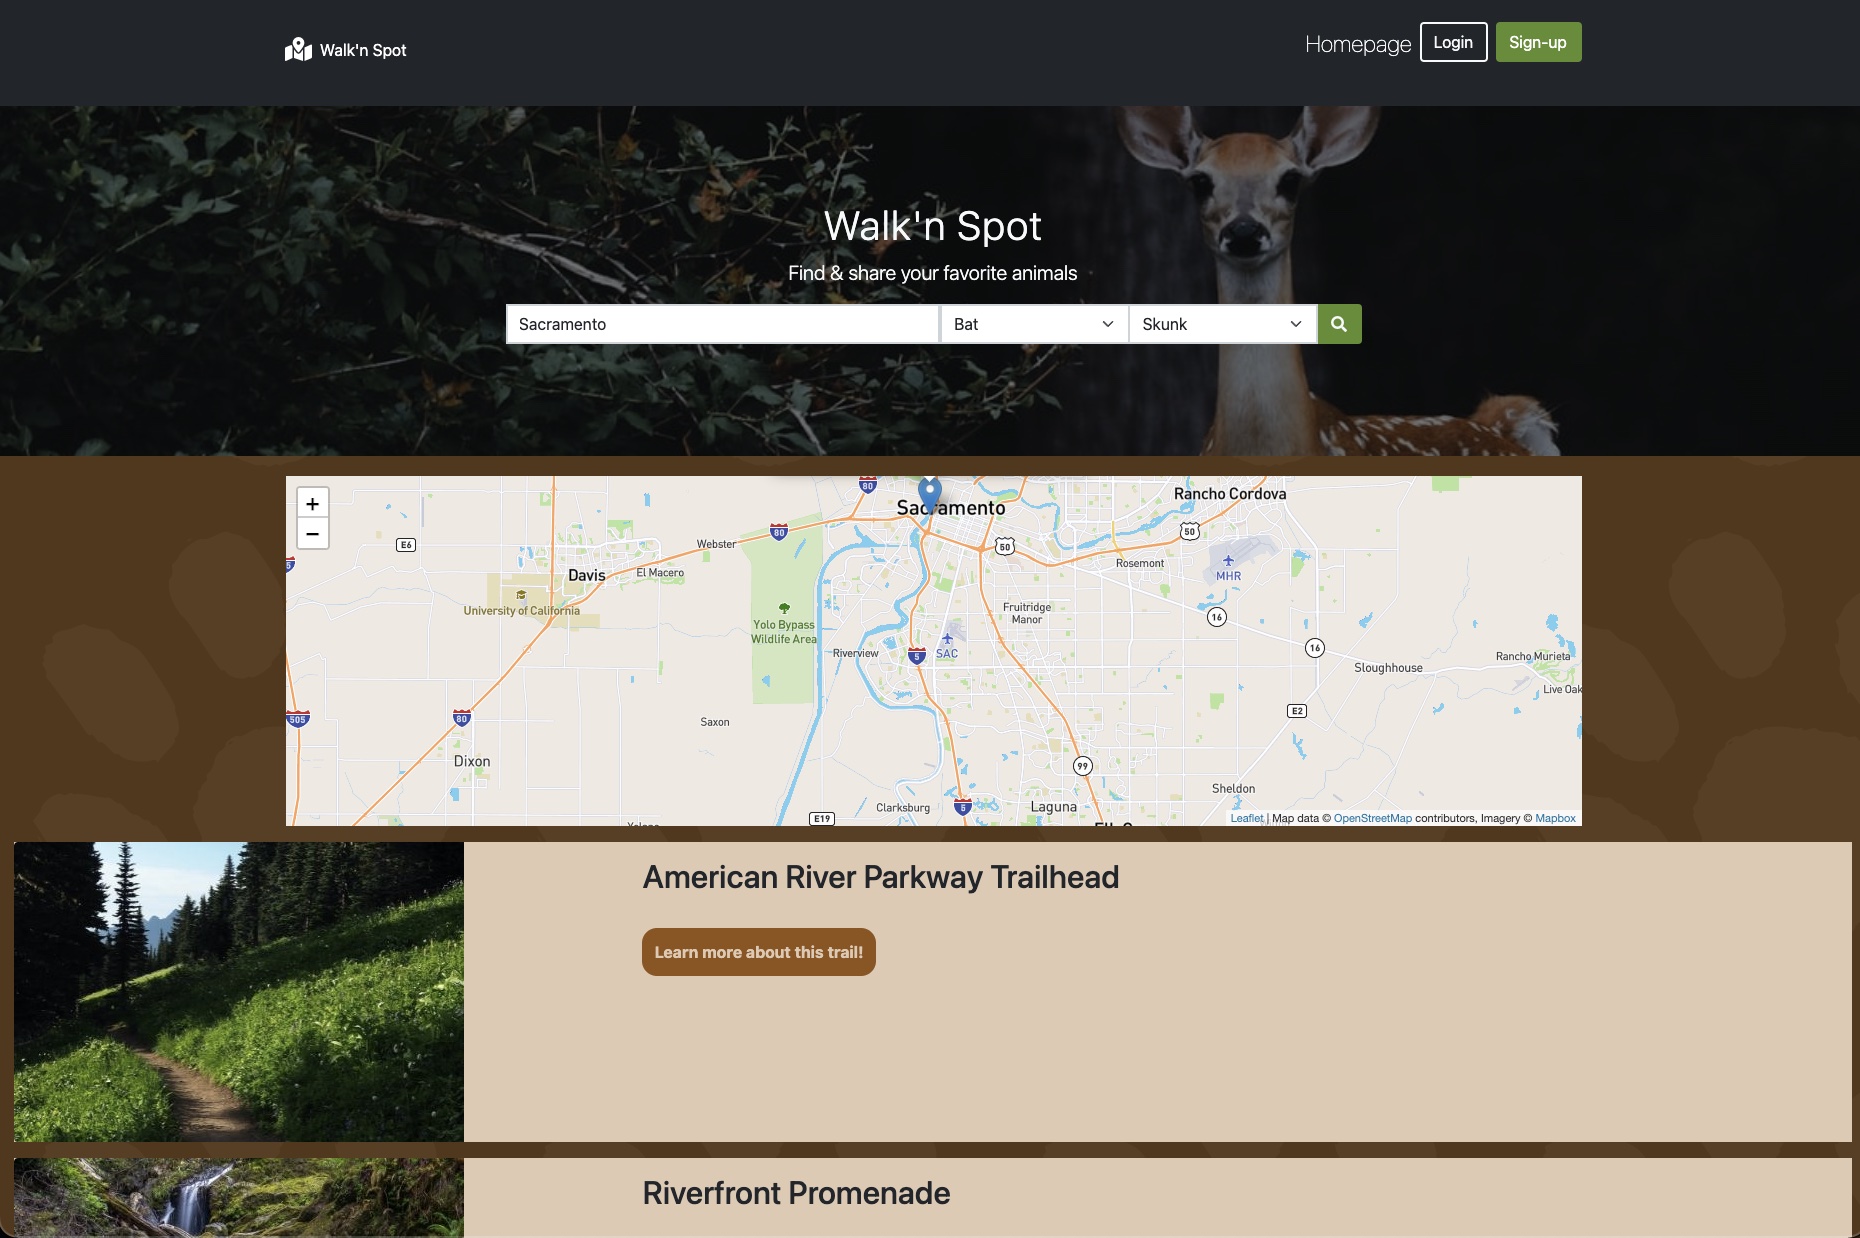 Walk'n Spot
Homepage
Login
Sign-up
Walk'n Spot
Find & share your favorite animals
Sacramento
Bat
Skunk
+
−
80
Sacramento
Rancho Cordova
50
E6
Webster
80
50
5
Davis
El Macero
Rosemont
MHR
University of California
Yolo Bypass
Wildlife Area
Fruitridge
Manor
16
Riverview
5
SAC
16
Sloughhouse
Rancho Murieta
Live Oak
505
80
Saxon
E2
Dixon
99
Sheldon
Clarksburg
5
Laguna
E19
Leaflet | Map data © OpenStreetMap contributors, Imagery © Mapbox
American River Parkway Trailhead
Learn more about this trail!
Riverfront Promenade